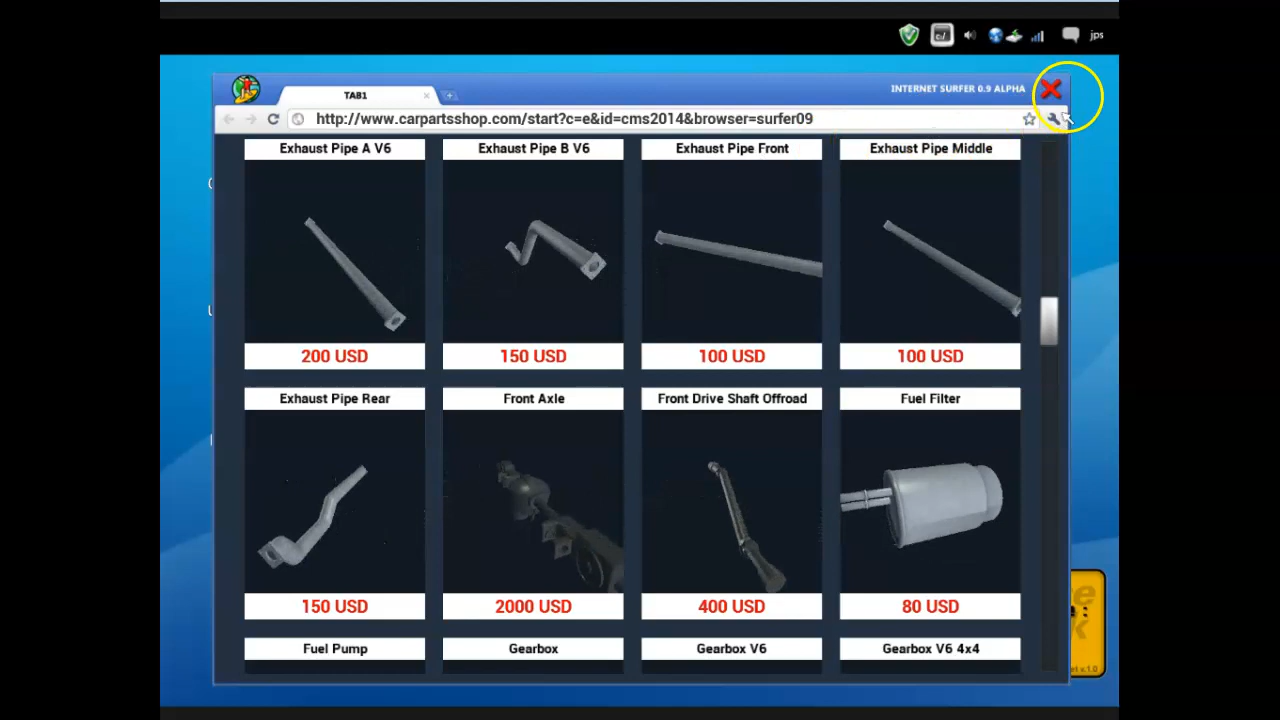 jps
TAB1
INTERNET SURFER 0.9 ALPHA
http://www.carpartsshop.com/start?c=e&id=cms2014&browser=surfer09
Exhaust Pipe A V6 Exhaust Pipe B V6 Exhaust Pipe Front Exhaust Pipe Middle
200 USD 150 USD 100 USD 100 USD
Exhaust Pipe Rear Front Axle Front Drive Shaft Offroad Fuel Filter
150 USD 2000 USD 400 USD 80 USD
Fuel Pump Gearbox Gearbox V6 Gearbox V6 4x4